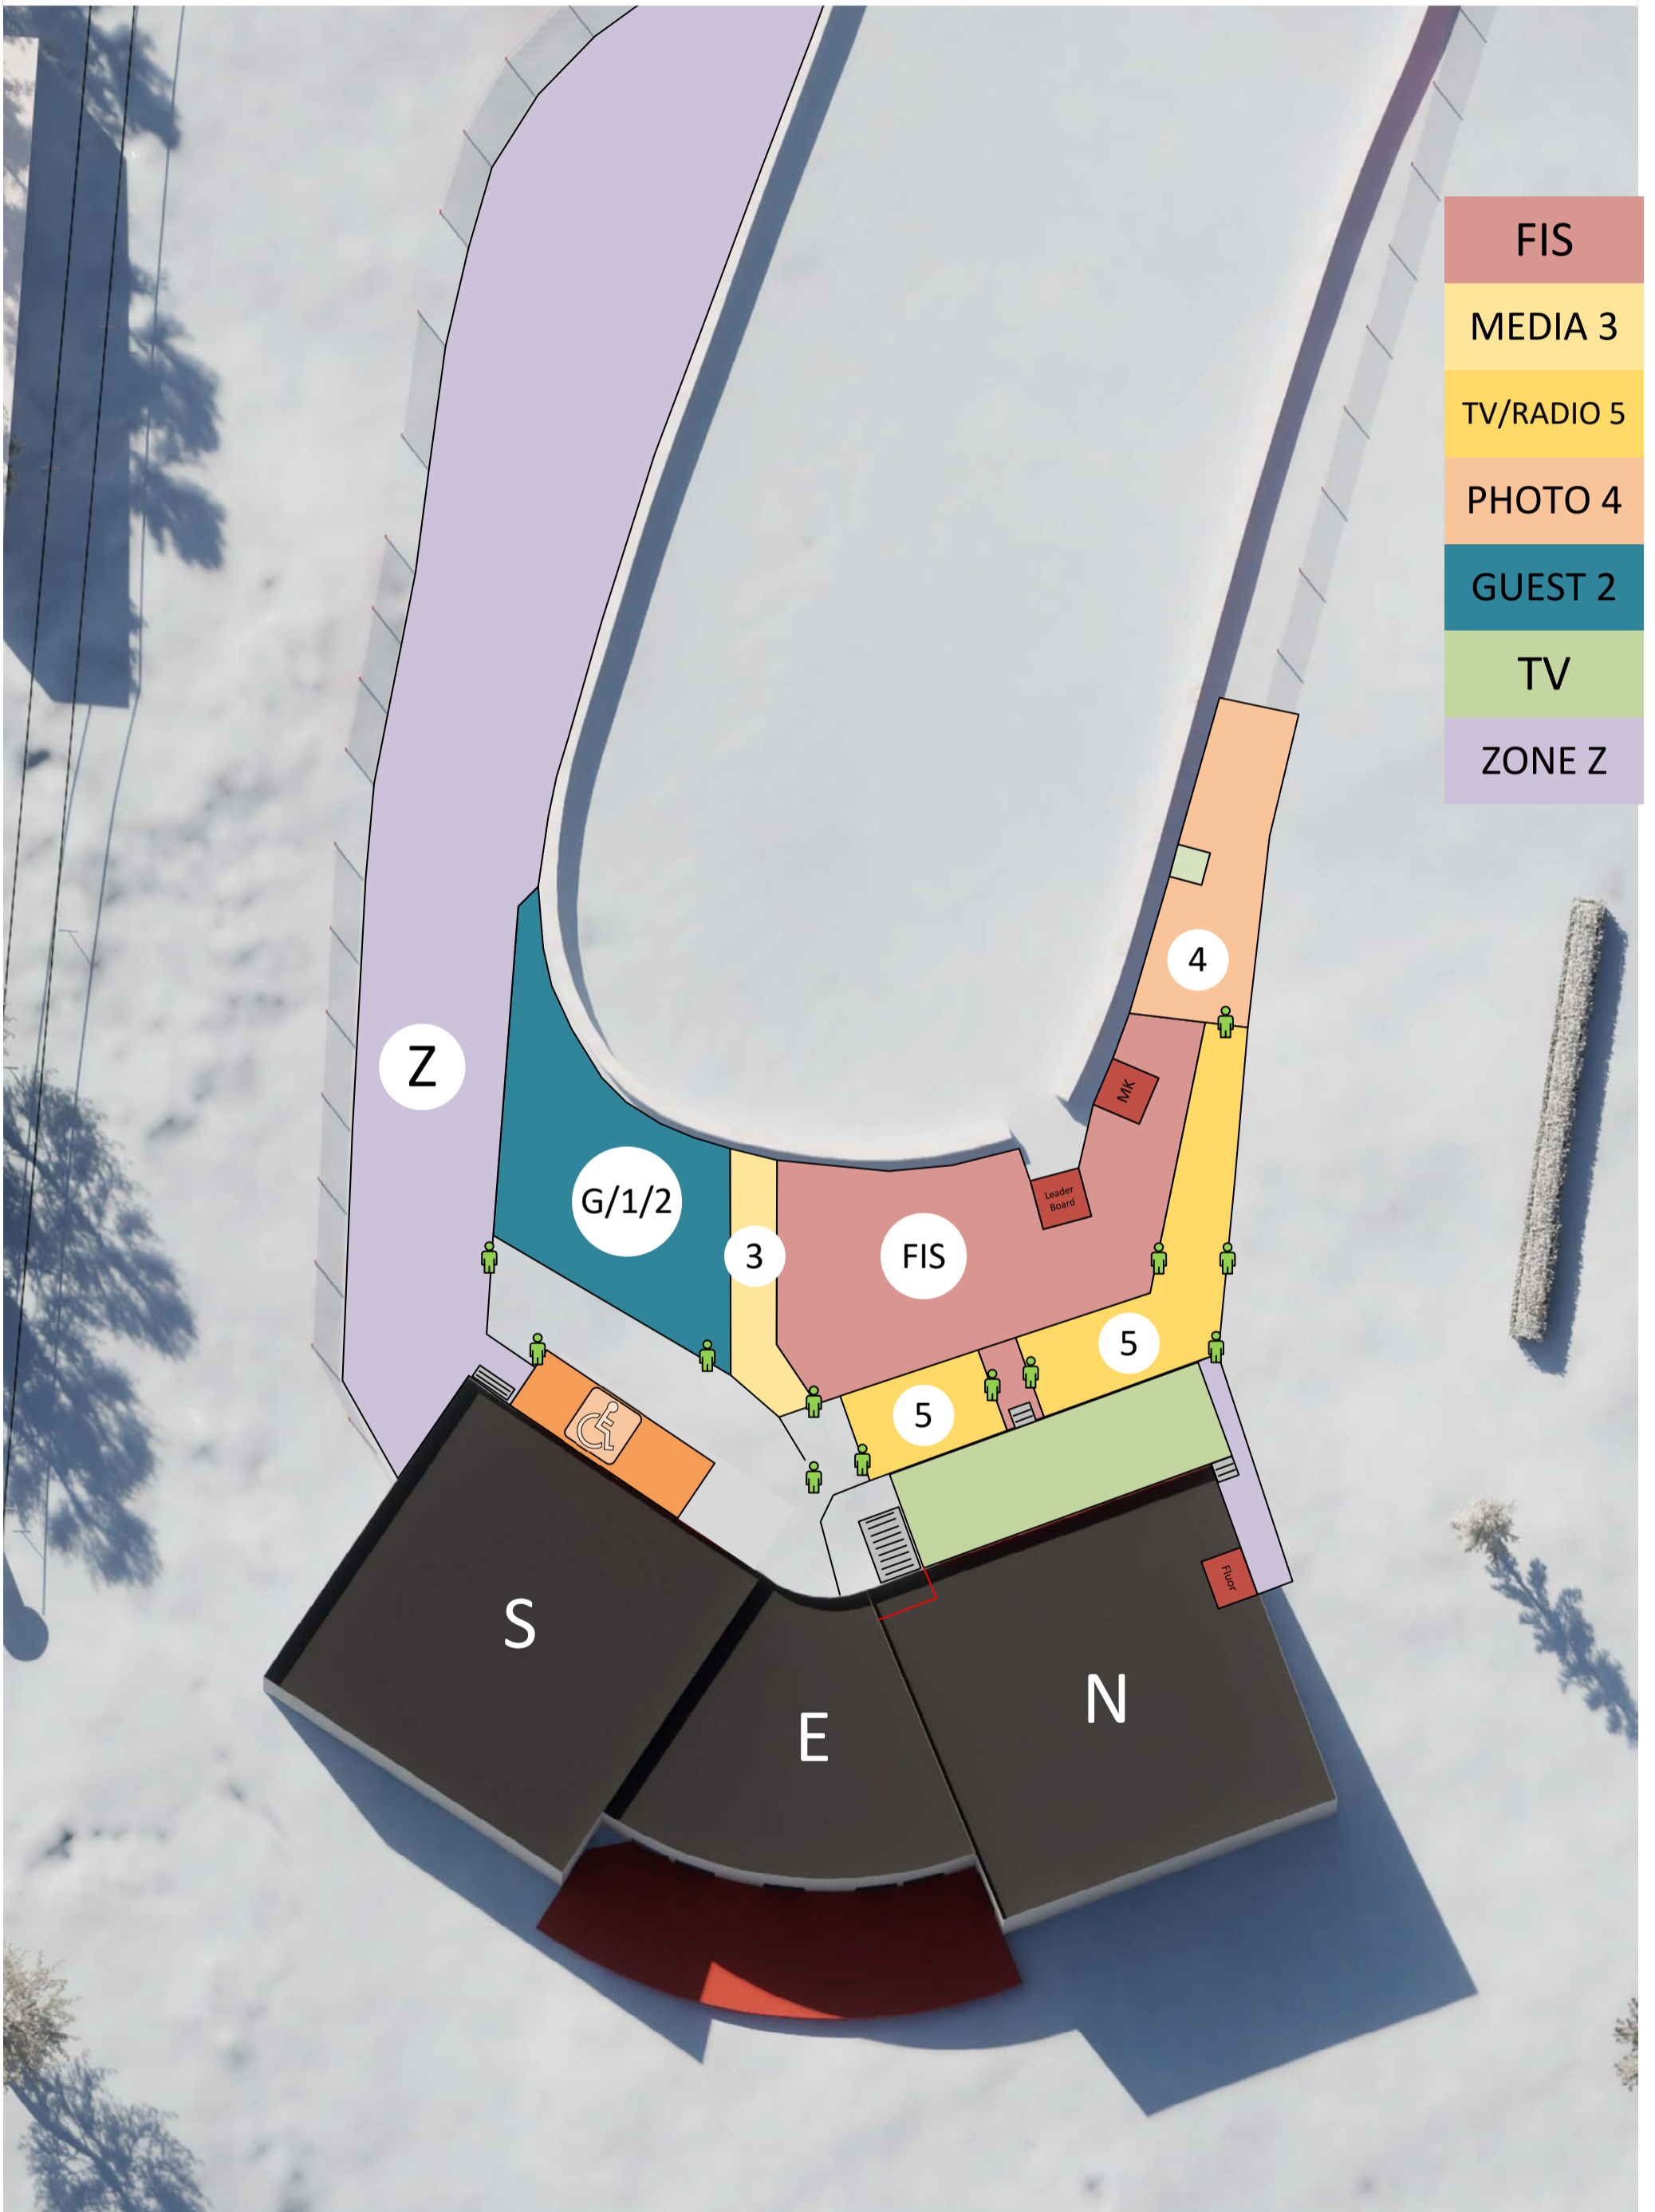 FIS
MEDIA 3
TV/RADIO 5
PHOTO 4
GUEST 2
TV
ZONE Z
4
Z
MK
Leader
Board
G/1/2
3
FIS
5
5
Fluor
S
N
E